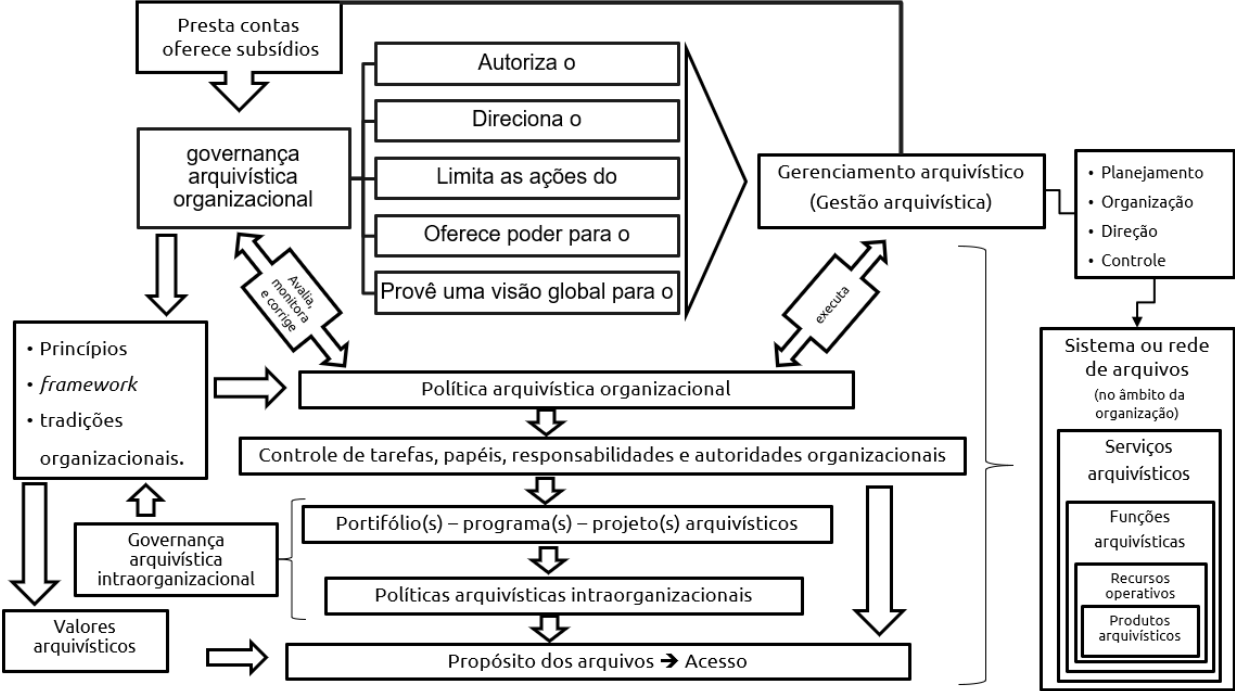 Presta contas
oferece subsídios
governança
arquivística
organizacional
Autoriza o
Direciona o
Limita as ações do
Oferece poder para o
Provê uma visão global para o
Gerenciamento arquivístico
(Gestão arquivística)
• Planejamento
• Organização
• Direção
• Controle
Avalia,
monitora
e corrige
executa
• Princípios
• framework
• tradições
organizacionais.
Política arquivística organizacional
Controle de tarefas, papéis, responsabilidades e autoridades organizacionais
Portifólio(s) – programa(s) – projeto(s) arquivísticos
Governança
arquivística
intraorganizacional
Políticas arquivísticas intraorganizacionais
Valores
arquivísticos
Propósito dos arquivos ➔ Acesso
Sistema ou rede
de arquivos
(no âmbito da
organização)
Serviços
arquivísticos
Funções
arquivísticas
Recursos
operativos
Produtos
arquivísticos